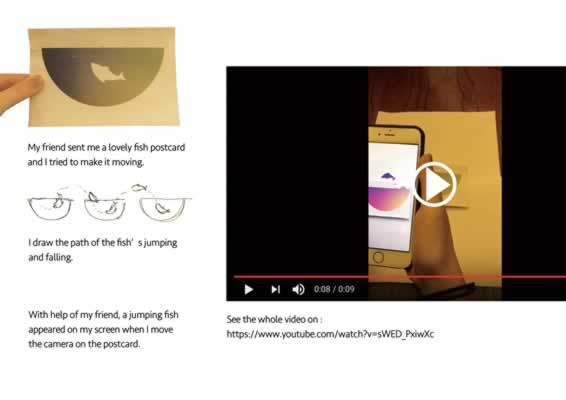 My friend sent me a lovely fish postcard
and I tried to make it moving.
I draw the path of the fish’s jumping
and falling.
With help of my friend, a jumping fish
appeared on my screen when I move
the camera on the postcard.
0:08 / 0:09
See the whole video on :
https://www.youtube.com/watch?v=sWED_PxiwXc